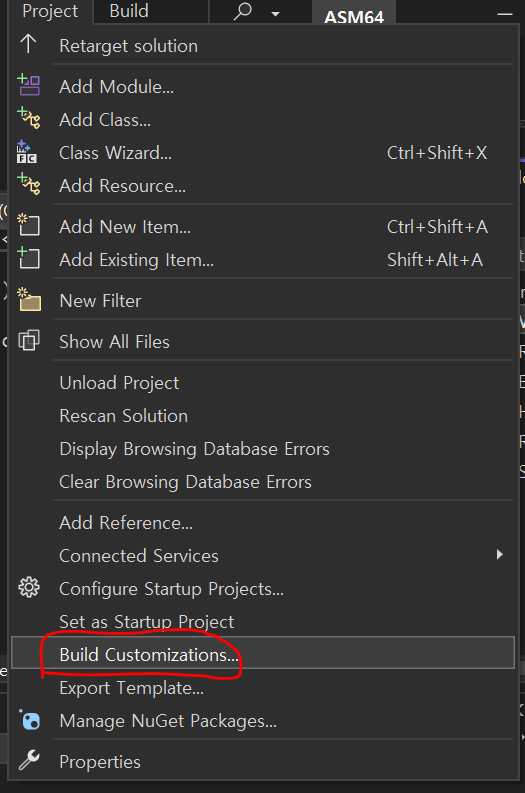 Project Build ASM64
Retarget solution
Add Module...
Add Class...
Class Wizard... Ctrl+Shift+X
Add Resource...
Add New Item... Ctrl+Shift+A
Add Existing Item... Shift+Alt+A
New Filter
Show All Files
Unload Project
Rescan Solution
Display Browsing Database Errors
Clear Browsing Database Errors
Add Reference...
Connected Services
Configure Startup Projects...
Set as Startup Project
Build Customizations...
Export Template...
Manage NuGet Packages...
Properties